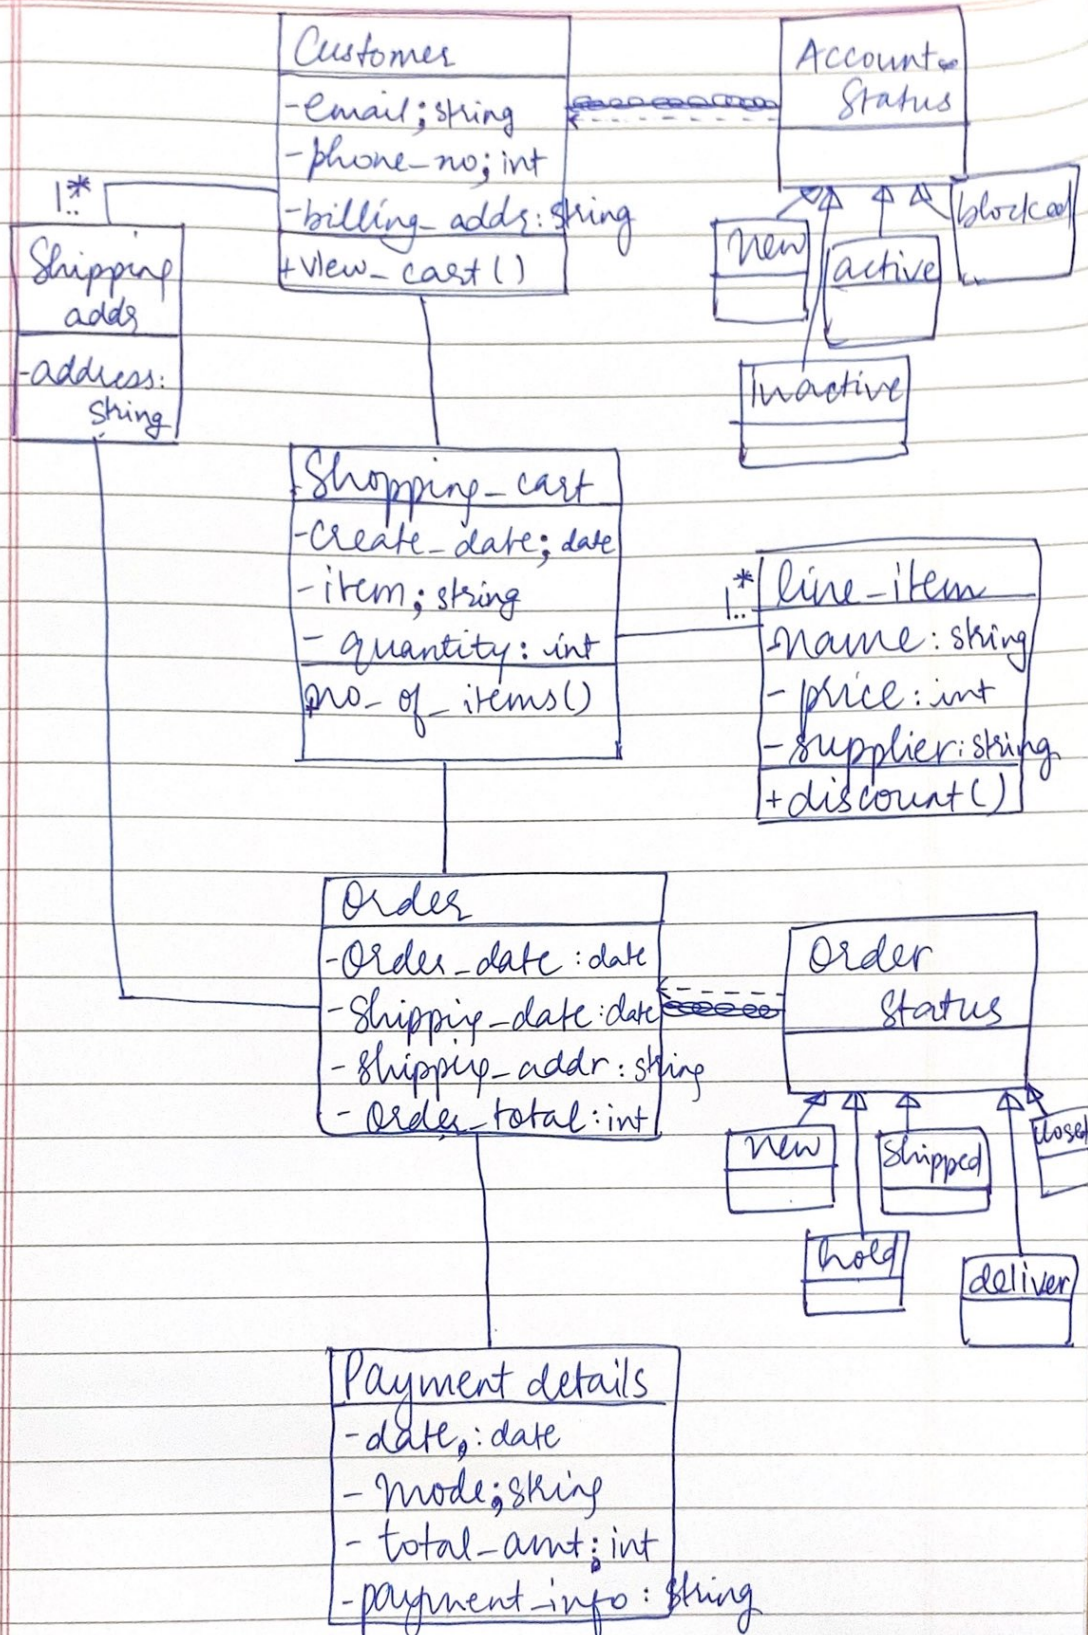 Customer
-email;string
-phone_no;int
-billing_addr:string
+view_cart()
Account
Status
new
active
blocked
Inactive
1..*
Shipping
addr
-address:
string
Shopping_cart
-create_date;date
-item;string
- quantity:int
no_of_items()
1..*
line_item
-name:string
-price:int
-supplier:string
+discount()
Order
-Order_date:date
-Shipping_date:date
-shipping_addr:string
-Order_total:int
Order
Status
new
shipped
closed
hold
deliver
Payment details
-date,:date
-Mode;string
- total_amt;int
-payment_info:string